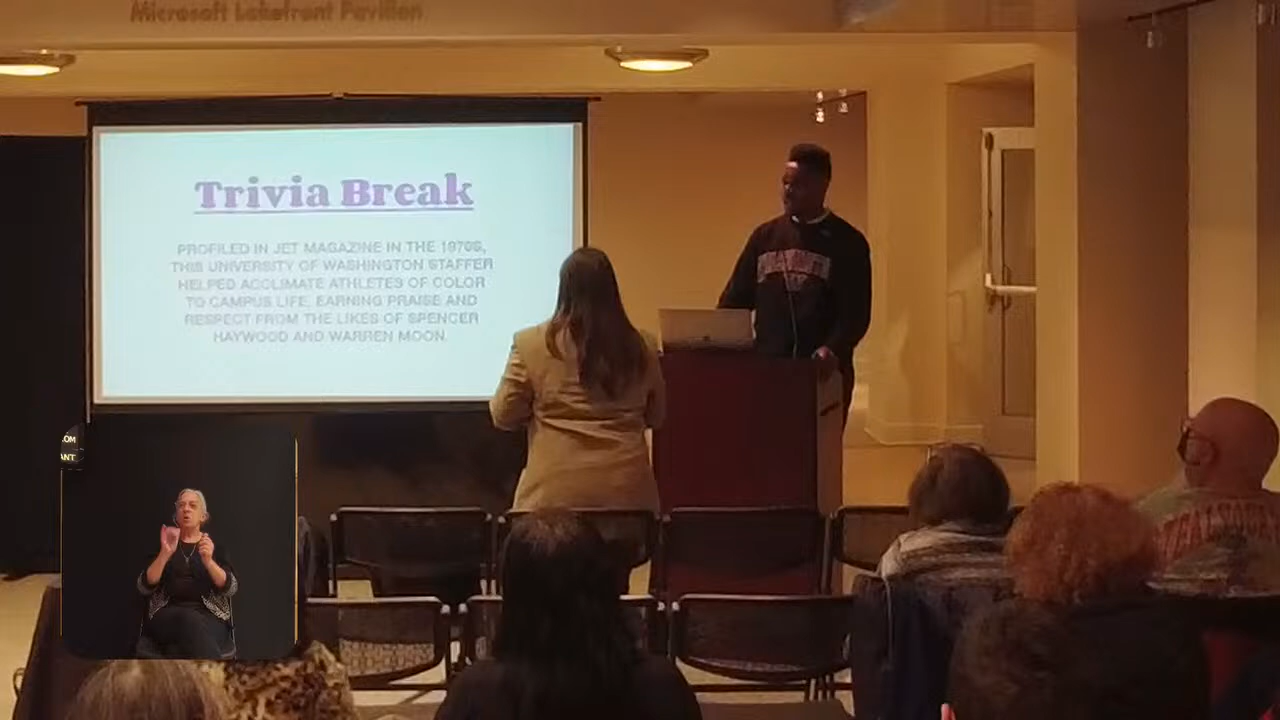 Microsoft Lakefront Pavilion
Trivia Break
PROFILED IN JET MAGAZINE IN THE 1970S,
THIS UNIVERSITY OF WASHINGTON STAFFER
HELPED ACCLIMATE ATHLETES OF COLOR
TO CAMPUS LIFE, EARNING PRAISE AND
RESPECT FROM THE LIKES OF SPENCER
HAYWOOD AND WARREN MOON.
OM
ANT